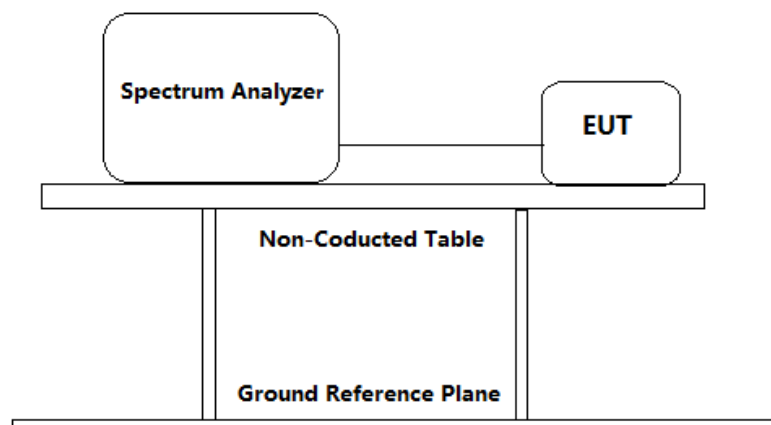 Spectrum Analyzer
EUT
Non-Coducted Table
Ground Reference Plane